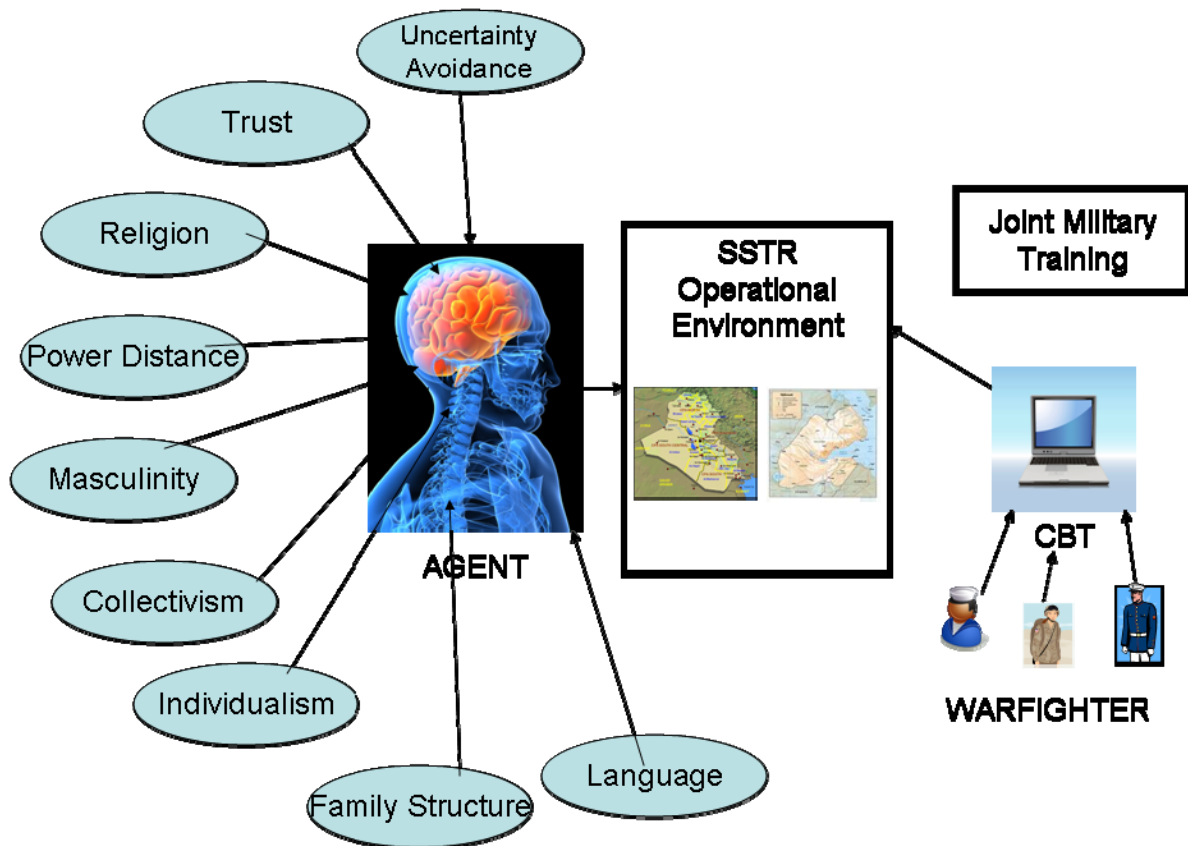 Uncertainty
Avoidance
Trust
Religion
Power Distance
Masculinity
Collectivism
Individualism
Family Structure
Language
AGENT
SSTR
Operational
Environment
Joint Military
Training
CBT
WARFIGHTER